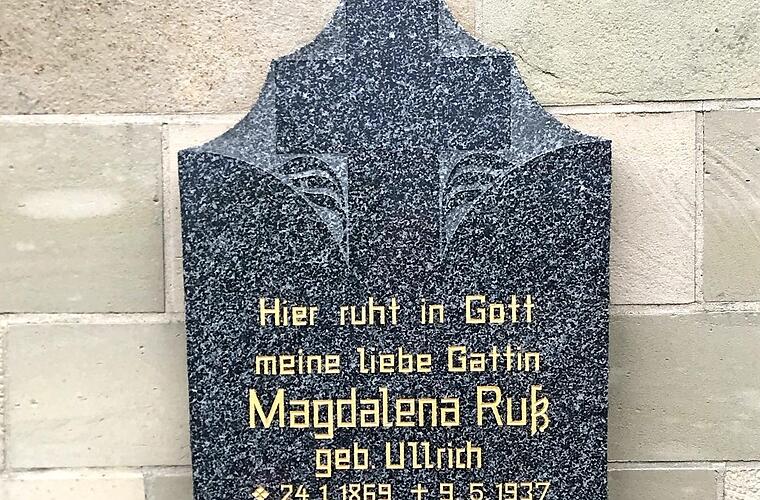 Hier ruht in Gott
meine liebe Gattin
Magdalena Ruß
geb. Ullrich
❖ 24.1.1869 ✝ 9.5.1937